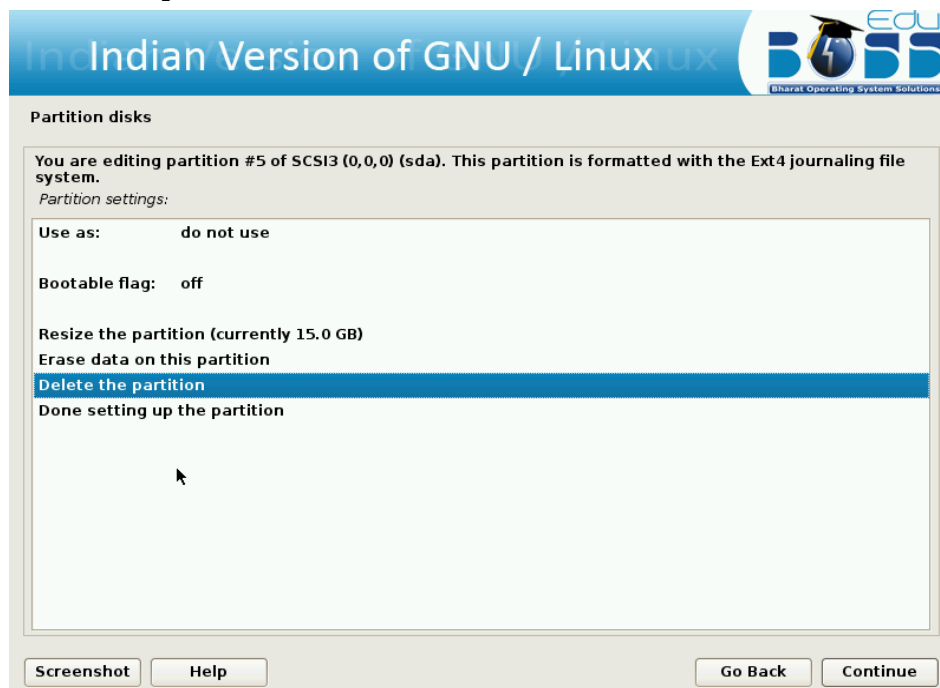 Indian Version of GNU / Linux
Edu
BOSS
Bharat Operating System Solutions
Partition disks
You are editing partition #5 of SCSI3 (0,0,0) (sda). This partition is formatted with the Ext4 journaling file
system.
Partition settings:
Use as: do not use
Bootable flag: off
Resize the partition (currently 15.0 GB)
Erase data on this partition
Delete the partition
Done setting up the partition
Screenshot Help Go Back Continue